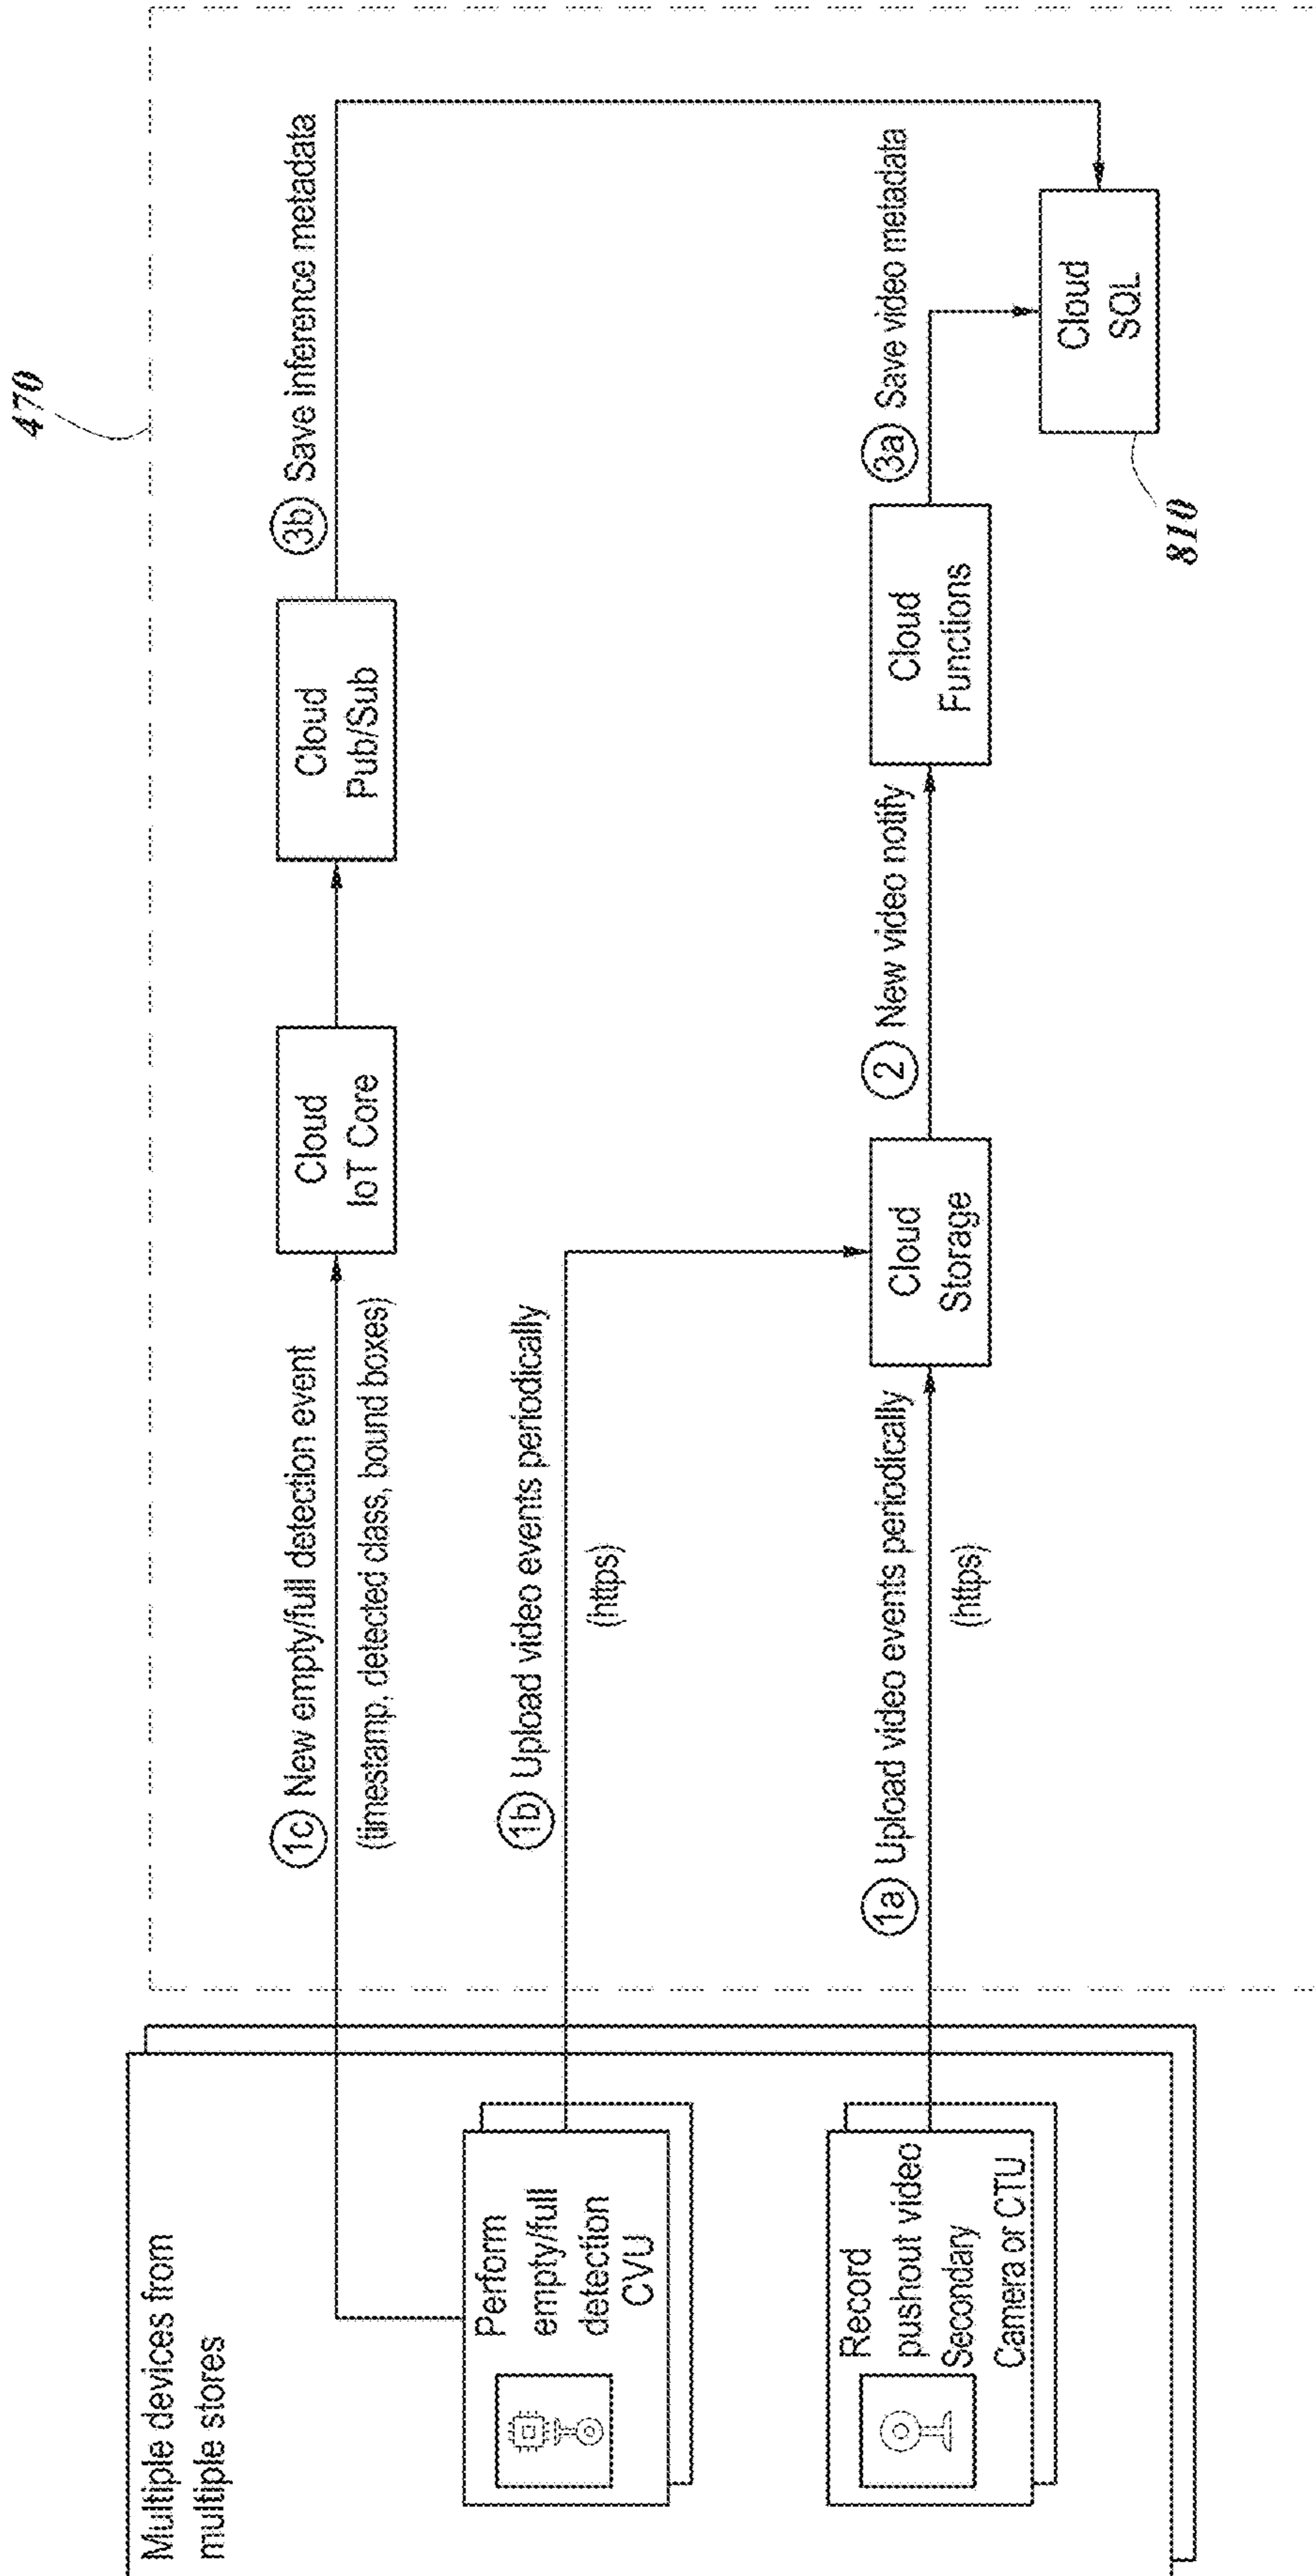 470
Multiple devices from
multiple stores
Perform
empty/full
detection
CVU
Record
pushout video
Secondary
Camera or CTU
1c New empty/full detection event
(timestamp, detected class, bound boxes)
1b Upload video events periodically
(https)
1a Upload video events periodically
(https)
Cloud
IoT Core
Cloud
Pub/Sub
3b Save inference metadata
Cloud
Storage
2 New video notify
Cloud
Functions
3a Save video metadata
Cloud
SQL
810